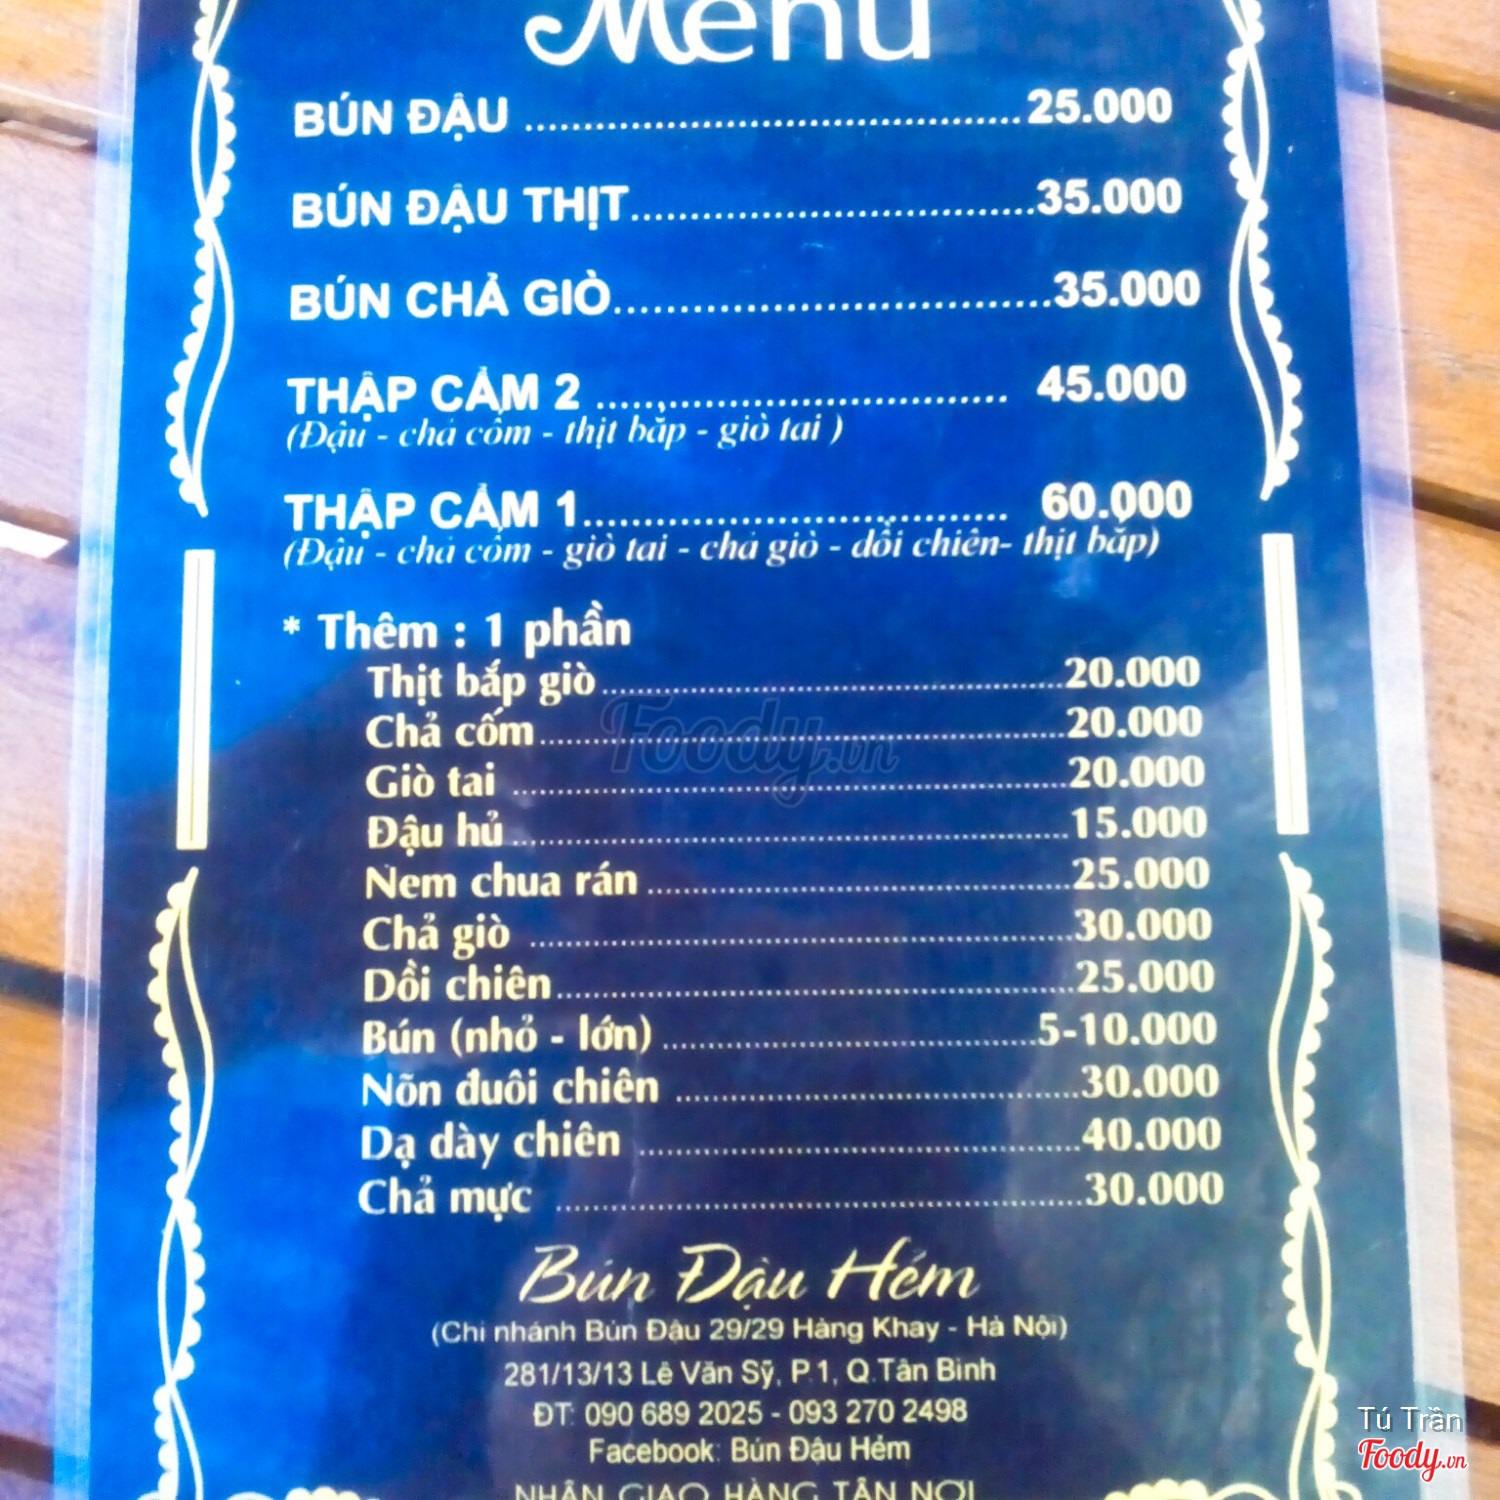 Menu
BÚN ĐẬU ........................................ 25.000
BÚN ĐẬU THỊT................................ 35.000
BÚN CHẢ GIÒ................................. 35.000
THẬP CẨM 2 ................................ 45.000
(Đậu - chả cốm - thịt bắp - giò tai )
THẬP CẨM 1................................ 60.000
(Đậu - chả cốm - giò tai - chả giò - dồi chiên- thịt bắp)
* Thêm : 1 phần
Thịt bắp giò........................................ 20.000
Chả cốm........................................ 20.000
Giò tai ........................................ 20.000
Đậu hủ ........................................ 15.000
Nem chua rán ........................................ 25.000
Chả giò ........................................ 30.000
Dồi chiên........................................ 25.000
Bún (nhỏ - lớn) ........................................ 5-10.000
Nõn đuôi chiên ........................................ 30.000
Dạ dày chiên ........................................ 40.000
Chả mực ........................................ 30.000
Foody.vn
Bún Đậu Hẻm
(Chi nhánh Bún Đậu 29/29 Hàng Khay - Hà Nội)
281/13/13 Lê Văn Sỹ, P.1, Q.Tân Bình
ĐT: 090 689 2025 - 093 270 2498
Facebook: Bún Đậu Hẻm
NHẬN GIAO HÀNG TẬN NƠI
Tú Trần
Foody.vn